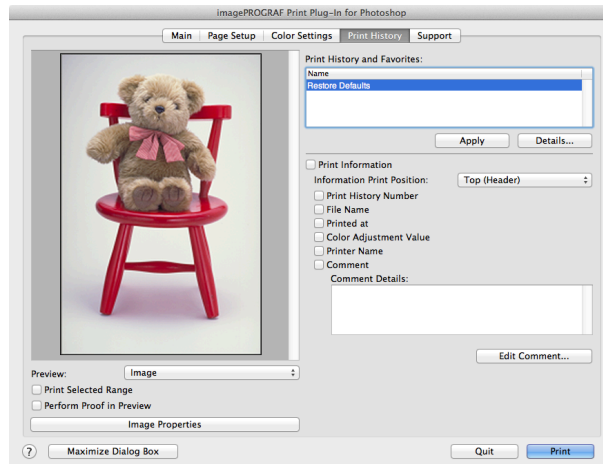 imagePROGRAF Print Plug-In for Photoshop
Main Page Setup Color Settings Print History Support
Print History and Favorites:
Name
Restore Defaults
Apply Details...
Print Information
Information Print Position: Top (Header)
Print History Number
File Name
Printed at
Color Adjustment Value
Printer Name
Comment
Comment Details:
Edit Comment...
Preview: Image
Print Selected Range
Perform Proof in Preview
Image Properties
? Maximize Dialog Box Quit Print